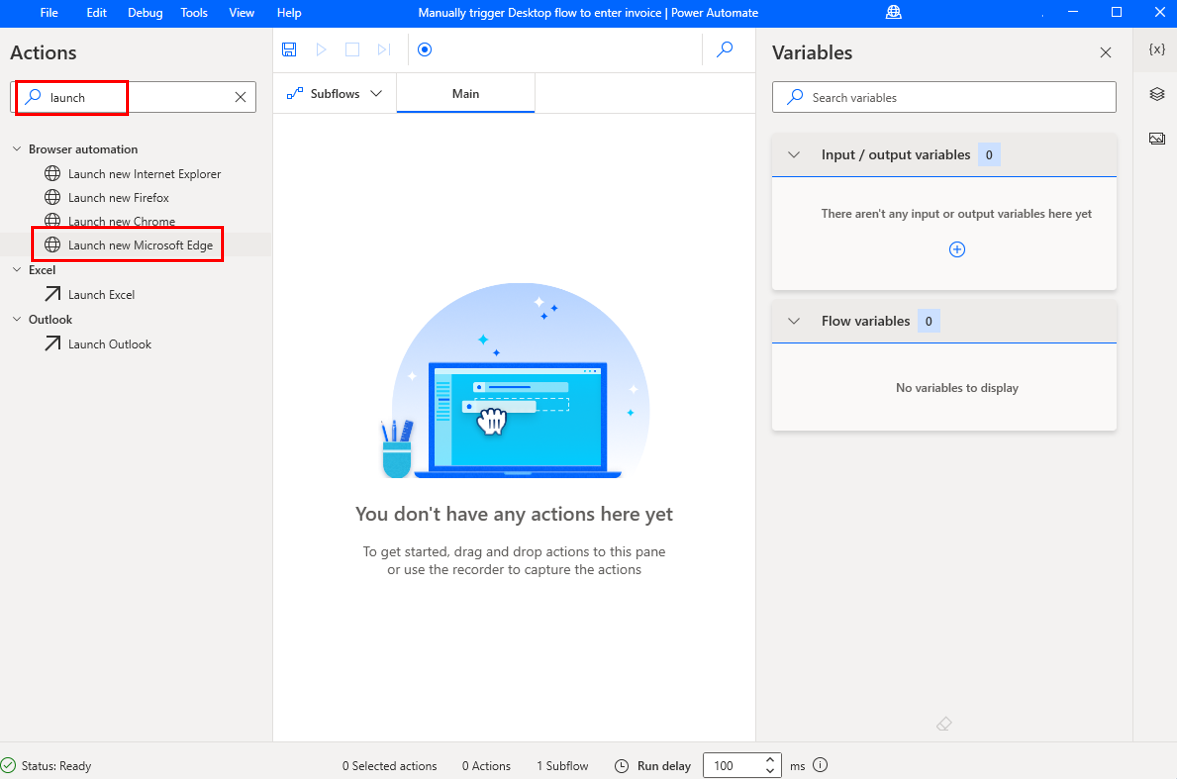 File Edit Debug Tools View Help Manually trigger Desktop flow to enter invoice | Power Automate
Actions
launch
Browser automation
Launch new Internet Explorer
Launch new Firefox
Launch new Chrome
Launch new Microsoft Edge
Excel
Launch Excel
Outlook
Launch Outlook
Subflows
Main
You don't have any actions here yet
To get started, drag and drop actions to this pane
or use the recorder to capture the actions
Variables
{x}
Search variables
Input / output variables 0
There aren't any input or output variables here yet
Flow variables 0
No variables to display
Status: Ready 0 Selected actions 0 Actions 1 Subflow Run delay 100 ms